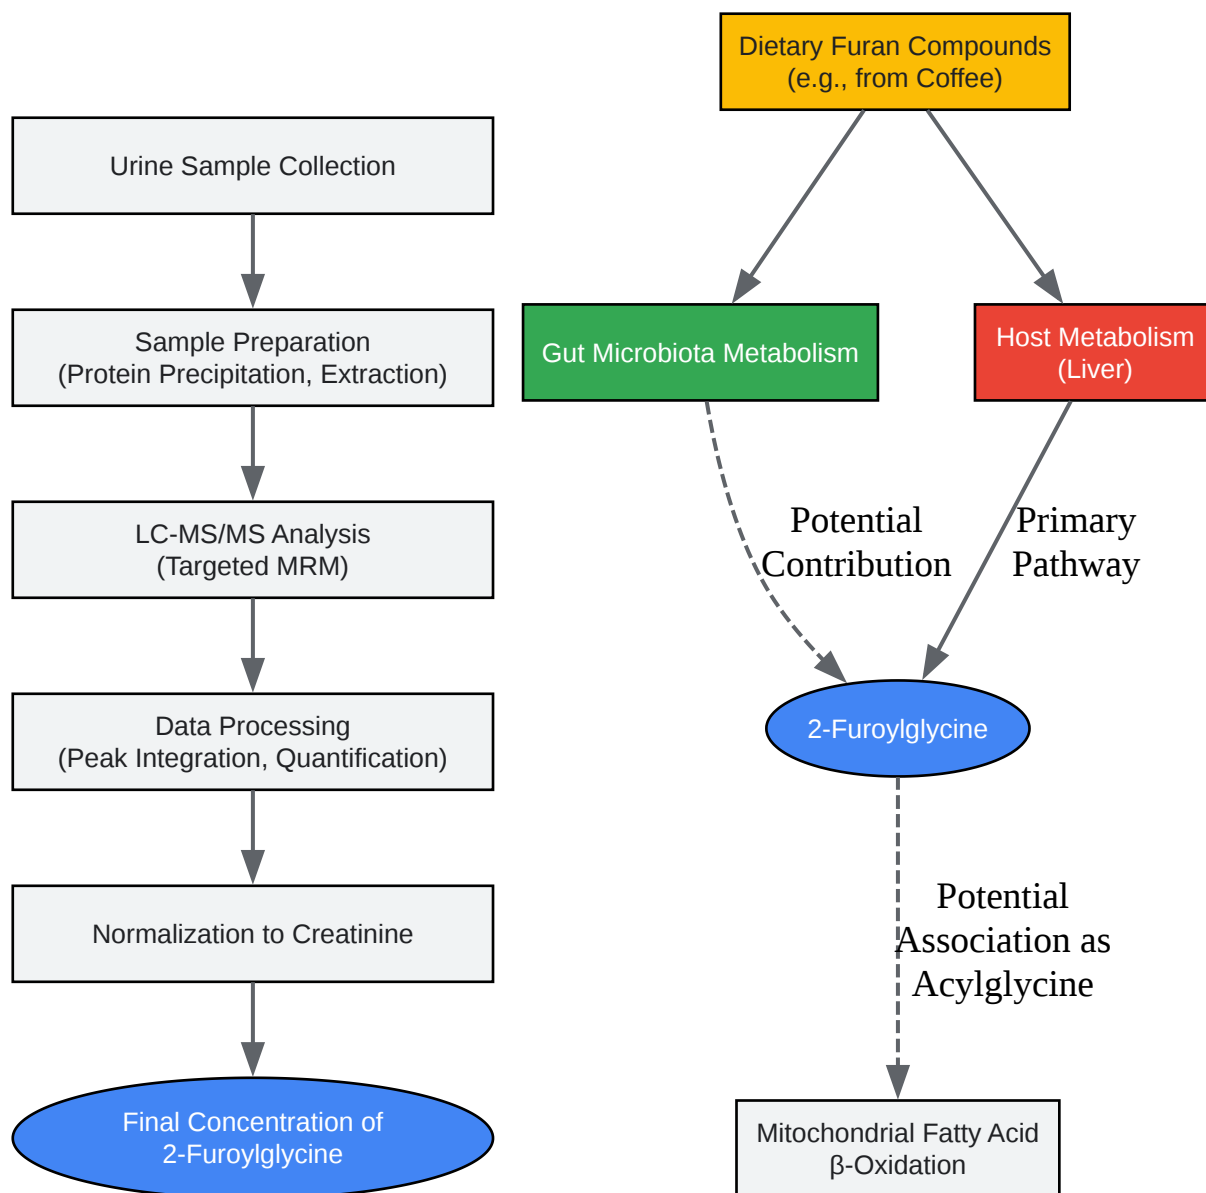 Urine Sample Collection
Sample Preparation
(Protein Precipitation, Extraction)
LC-MS/MS Analysis
(Targeted MRM)
Data Processing
(Peak Integration, Quantification)
Normalization to Creatinine
Final Concentration of
2-Furoylglycine
Dietary Furan Compounds
(e.g., from Coffee)
Gut Microbiota Metabolism
Host Metabolism
(Liver)
Potential
Contribution
Primary
Pathway
2-Furoylglycine
Potential
Association as
Acylglycine
Mitochondrial Fatty Acid
β-Oxidation